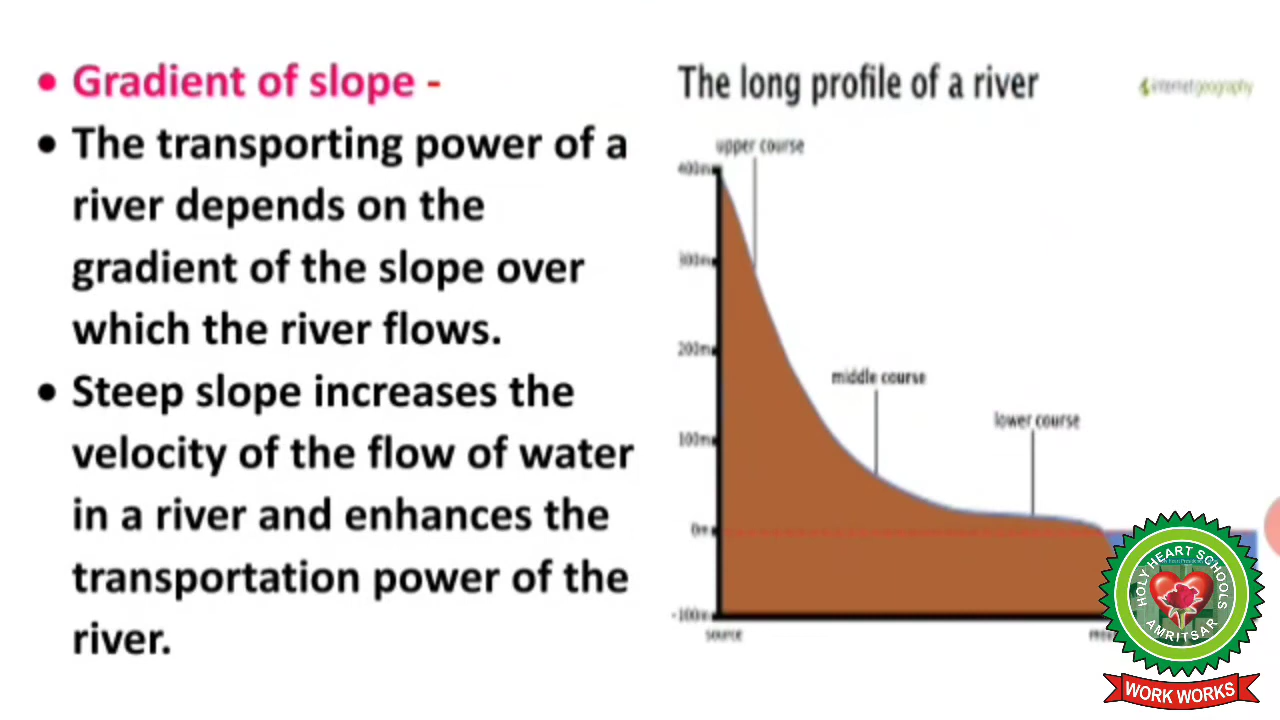 • Gradient of slope -
• The transporting power of a
river depends on the
gradient of the slope over
which the river flows.
• Steep slope increases the
velocity of the flow of water
in a river and enhances the
transportation power of the
river.
The long profile of a river
internetgeography
upper course
400m
300m
200m
middle course
100m
lower course
0m
-100m
source
HOLY HEART SCHOOLS
AMRITSAR
WORK WORKS